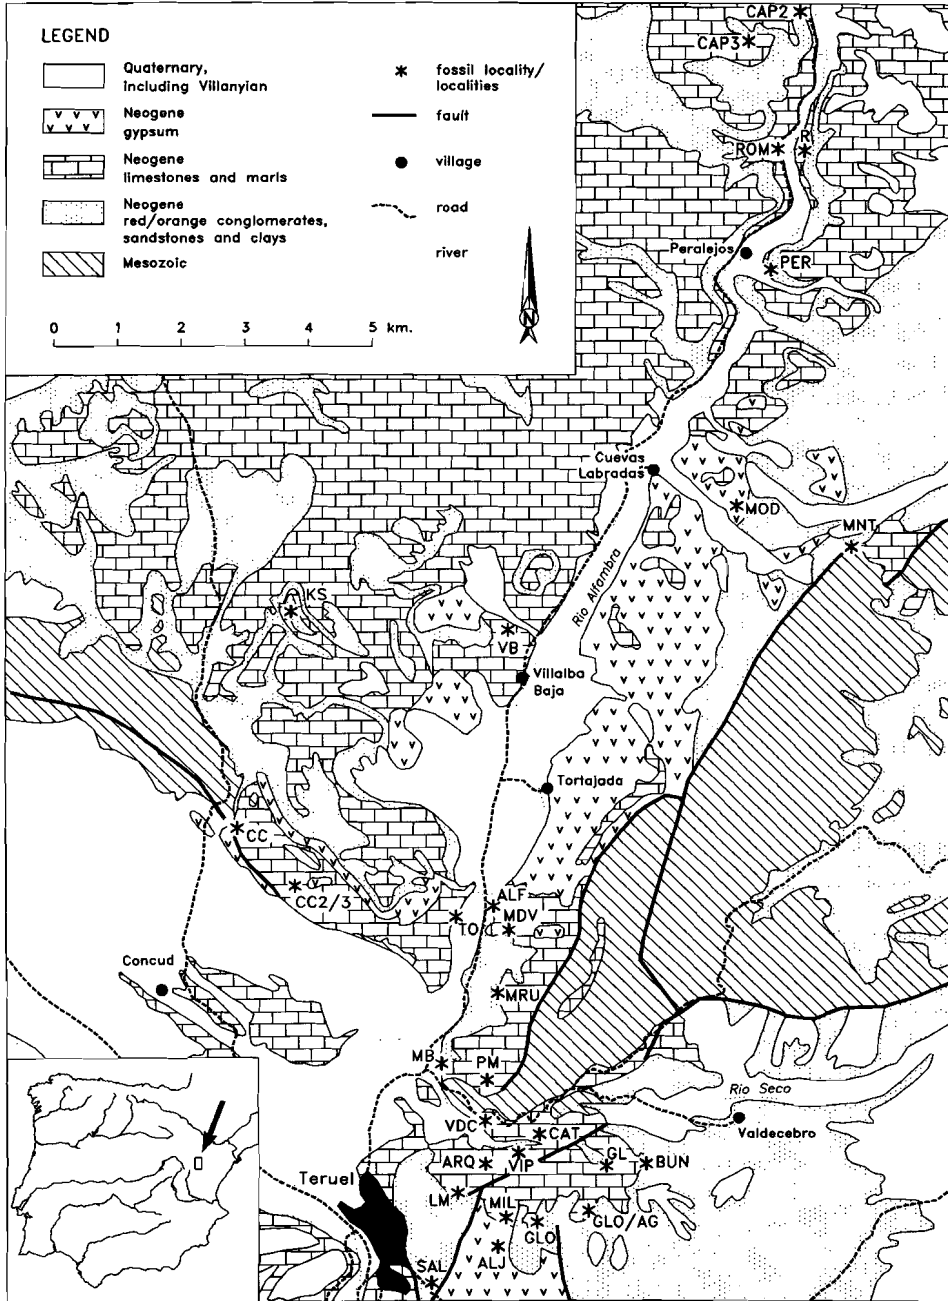 LEGEND
Quaternary,
including Villanyian
Neogene
gypsum
Neogene
limestones and marls
Neogene
red/orange conglomerates,
sandstones and clays
Mesozoic
fossil locality/
localities
fault
village
road
river
0 1 2 3 4 5 km.
N
CAP2
CAP3
ROM
R
Peralejos
PER
Cuevas
Labradas
MOD
MNT
Río Alfambra
KS
VB
Villalba
Baja
Tortajada
CC
CC2/3
ALF
TO
MDV
Concud
MRU
MB
PM
Río Seco
VDC
CAT
Valdecebro
ARQ
VIP
GL
BUN
Teruel
LM
MIL
GLO
GLO/AG
ALJ
SAL